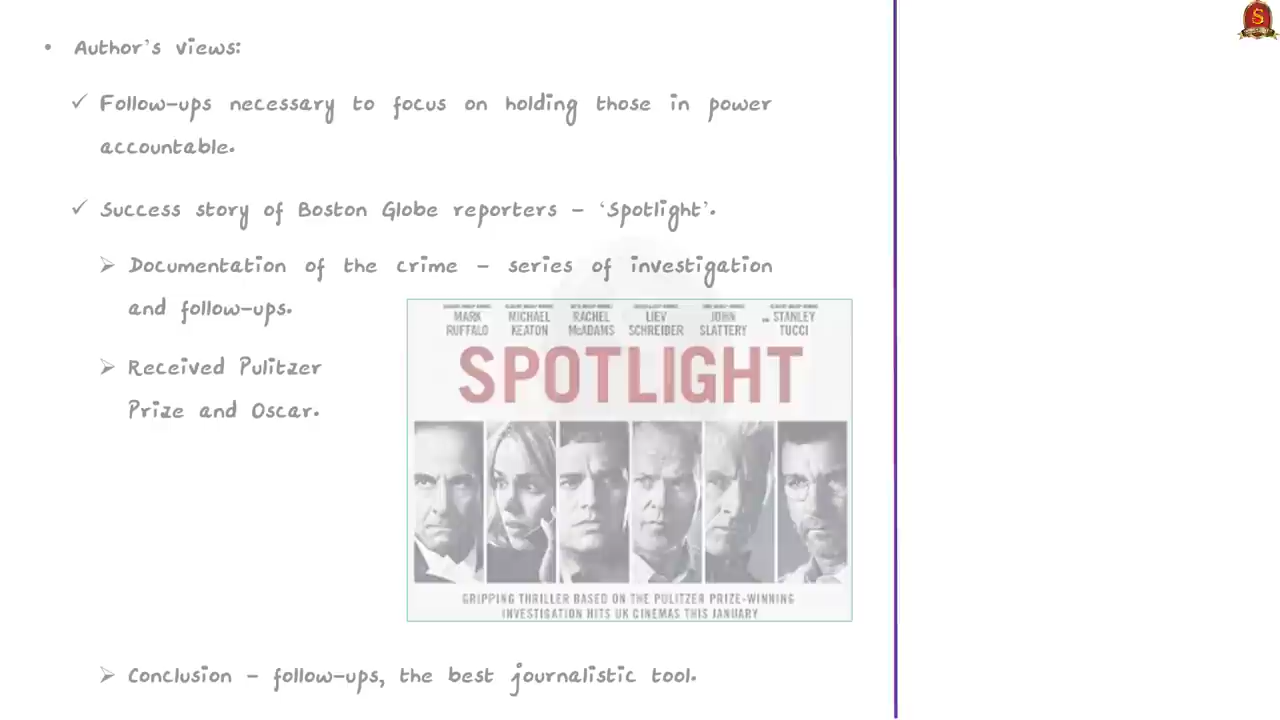 • Author's views:
✓ Follow-ups necessary to focus on holding those in power
accountable.
✓ Success story of Boston Globe reporters – 'Spotlight'.
➢ Documentation of the crime – series of investigation
and follow-ups.
➢ Received Pulitzer
Prize and Oscar.
MARK RUFFALO
MICHAEL KEATON
RACHEL McADAMS
LIEV SCHREIBER
JOHN SLATTERY
STANLEY TUCCI
SPOTLIGHT
GRIPPING THRILLER BASED ON THE PULITZER PRIZE-WINNING
INVESTIGATION HITS UK CINEMAS THIS JANUARY
➢ Conclusion – follow-ups, the best journalistic tool.
S